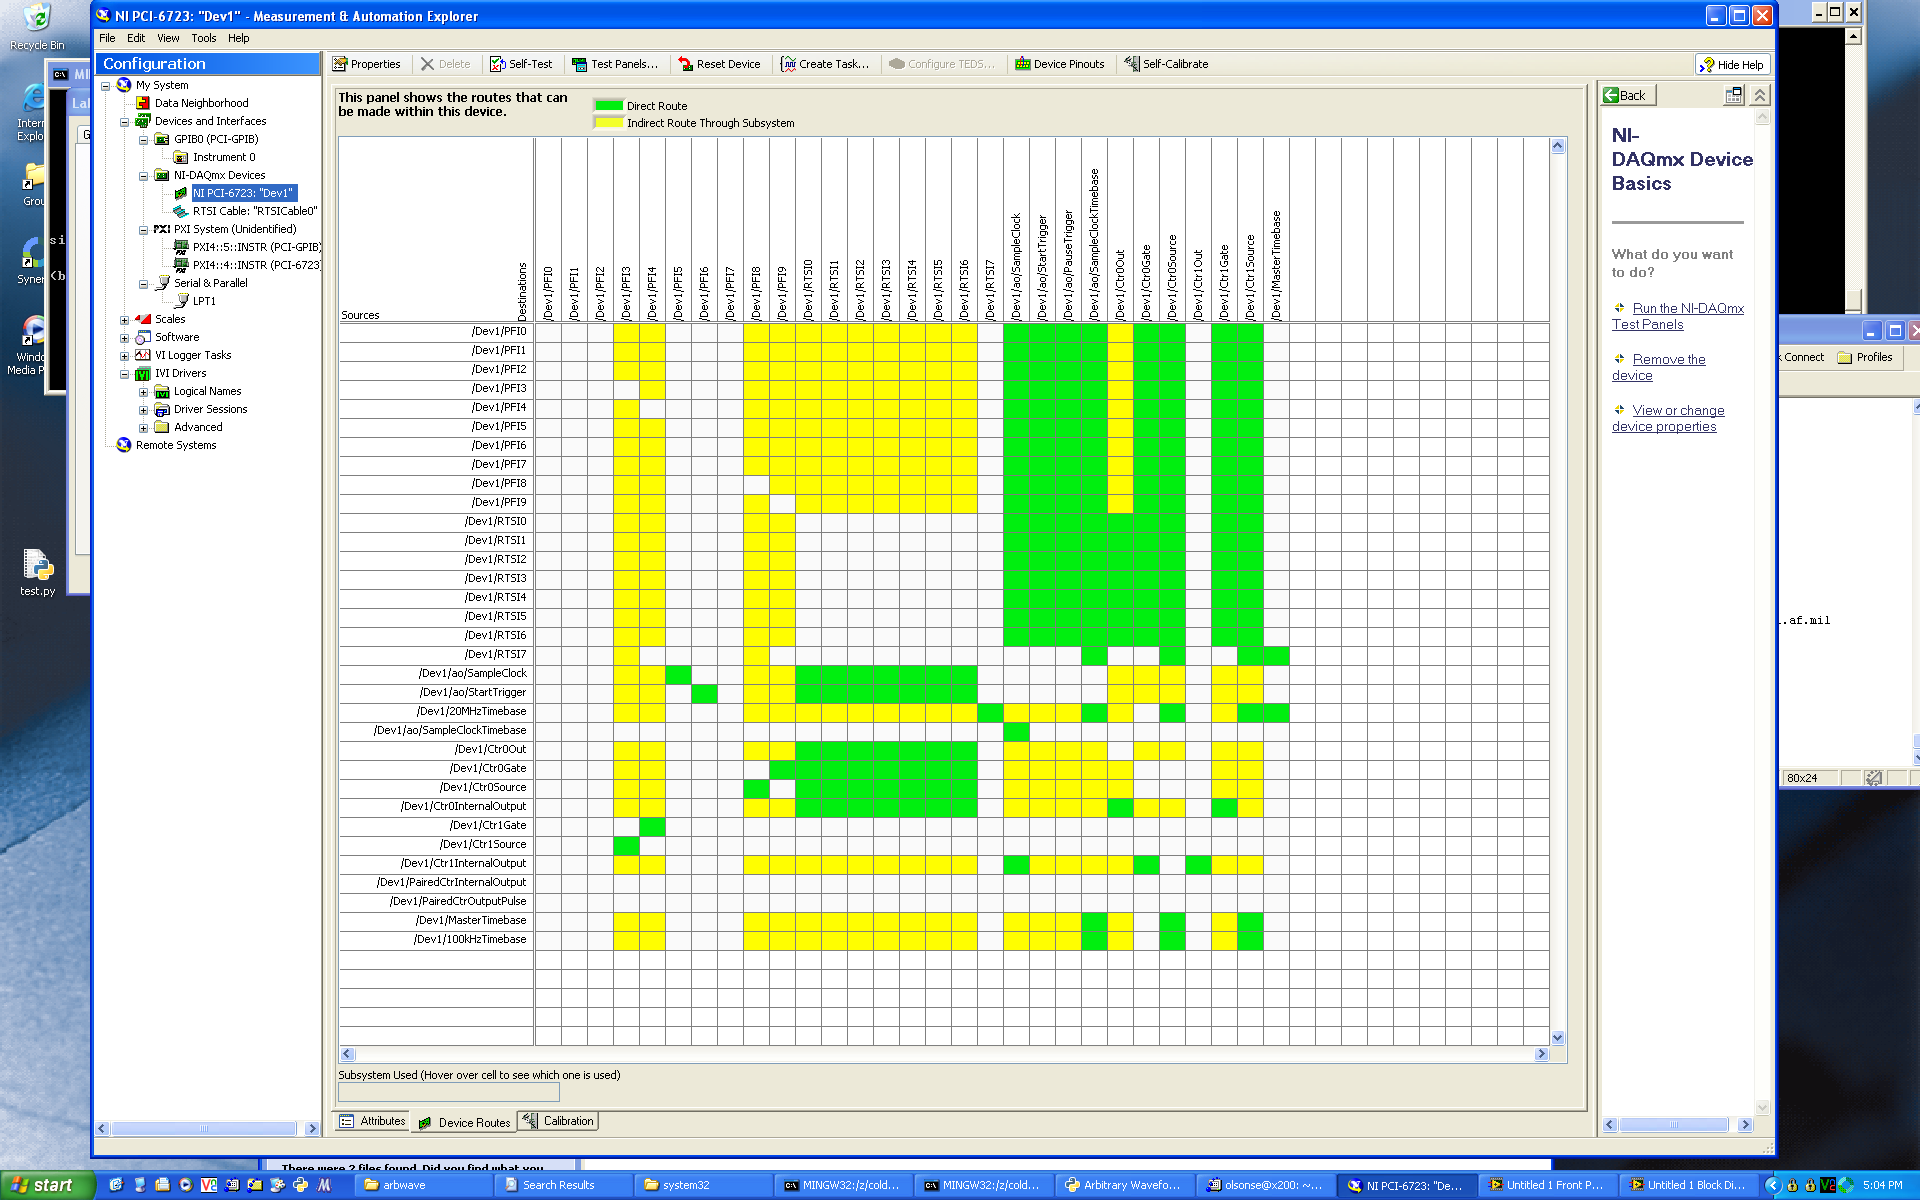 NI PCI-6723: "Dev1" - Measurement & Automation Explorer
File Edit View Tools Help
Configuration
My System
Data Neighborhood
Devices and Interfaces
GPIB0 (PCI-GPIB)
Instrument 0
NI-DAQmx Devices
NI PCI-6723: "Dev1"
RTSI Cable: "RTSICable0"
PXI System (Unidentified)
PXI4::5::INSTR (PCI-GPIB)
PXI4::4::INSTR (PCI-6723)
Serial & Parallel
LPT1
Scales
Software
VI Logger Tasks
IVI Drivers
Logical Names
Driver Sessions
Advanced
Remote Systems
Properties Delete Self-Test Test Panels... Reset Device Create Task... Configure TEDS... Device Pinouts Self-Calibrate Hide Help
This panel shows the routes that can
be made within this device.
Direct Route
Indirect Route Through Subsystem
Sources
Destinations
/Dev1/PFI0
/Dev1/PFI1
/Dev1/PFI2
/Dev1/PFI3
/Dev1/PFI4
/Dev1/PFI5
/Dev1/PFI6
/Dev1/PFI7
/Dev1/PFI8
/Dev1/PFI9
/Dev1/RTSI0
/Dev1/RTSI1
/Dev1/RTSI2
/Dev1/RTSI3
/Dev1/RTSI4
/Dev1/RTSI5
/Dev1/RTSI6
/Dev1/RTSI7
/Dev1/ao/SampleClock
/Dev1/ao/StartTrigger
/Dev1/ao/PauseTrigger
/Dev1/ao/SampleClockTimebase
/Dev1/Ctr0Out
/Dev1/Ctr0Gate
/Dev1/Ctr0Source
/Dev1/Ctr1Out
/Dev1/Ctr1Gate
/Dev1/Ctr1Source
/Dev1/MasterTimebase
/Dev1/PFI0
/Dev1/PFI1
/Dev1/PFI2
/Dev1/PFI3
/Dev1/PFI4
/Dev1/PFI5
/Dev1/PFI6
/Dev1/PFI7
/Dev1/PFI8
/Dev1/PFI9
/Dev1/RTSI0
/Dev1/RTSI1
/Dev1/RTSI2
/Dev1/RTSI3
/Dev1/RTSI4
/Dev1/RTSI5
/Dev1/RTSI6
/Dev1/RTSI7
/Dev1/ao/SampleClock
/Dev1/ao/StartTrigger
/Dev1/20MHzTimebase
/Dev1/ao/SampleClockTimebase
/Dev1/Ctr0Out
/Dev1/Ctr0Gate
/Dev1/Ctr0Source
/Dev1/Ctr0InternalOutput
/Dev1/Ctr1Gate
/Dev1/Ctr1Source
/Dev1/Ctr1InternalOutput
/Dev1/PairedCtrInternalOutput
/Dev1/PairedCtrOutputPulse
/Dev1/MasterTimebase
/Dev1/100kHzTimebase
Subsystem Used (Hover over cell to see which one is used)
Attributes Device Routes Calibration
Back
NI-
DAQmx Device
Basics
What do you want
to do?
Run the NI-DAQmx
Test Panels
Remove the
device
View or change
device properties
Connect Profiles
.af.mil
80x24
Recycle Bin
Intern
Explo
Grou
Syner
Windo
Media P
test.py
MI
La
G
si
<b
There were 2 files found. Did you find what you
start
arbwave
Search Results
system32
MINGW32:/z/cold...
MINGW32:/z/cold...
Arbitrary Wavefo...
olsonse@x200: ~...
NI PCI-6723: "De...
Untitled 1 Front P...
Untitled 1 Block Di...
5:04 PM